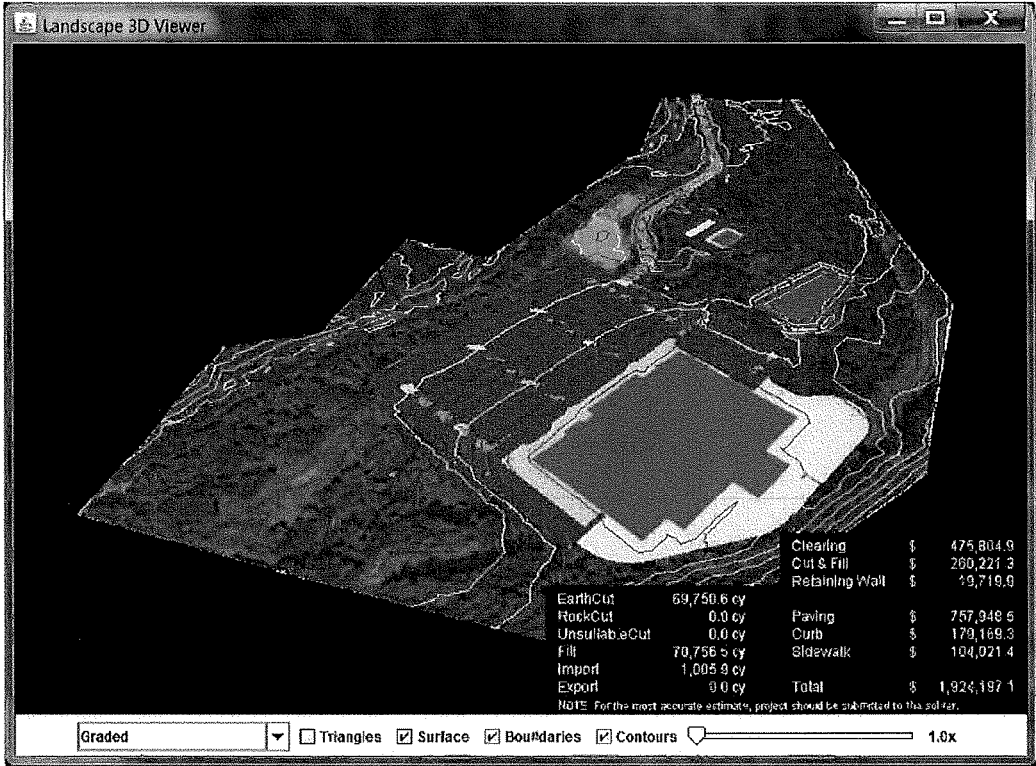 Landscape 3D Viewer
Clearing $ 475,804.9
Cut & Fill $ 260,221.3
Retaining Wall $ 19,719.9
EarthCut 69,750.6 cy
RockCut 0.0 cy Paving $ 757,948.5
UnsuitableCut 0.0 cy Curb $ 179,169.3
Fill 70,756.5 cy Sidewalk $ 104,021.4
Import 1,005.9 cy
Export 0.0 cy Total $ 1,924,197.1
NOTE: For the most accurate estimate, project should be submitted to the solver.
Graded Triangles Surface Boundaries Contours 1.0x